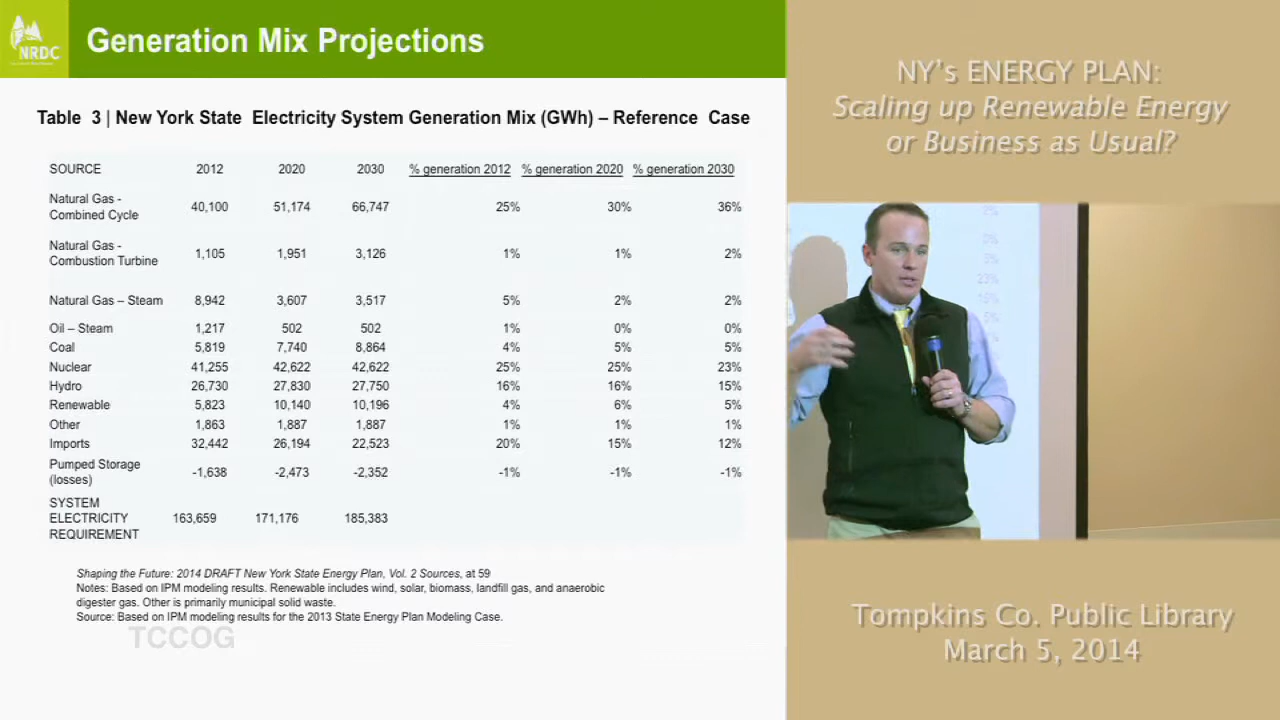 NRDC
Generation Mix Projections
Table 3 | New York State Electricity System Generation Mix (GWh) – Reference Case
SOURCE 2012 2020 2030 % generation 2012 % generation 2020 % generation 2030
Natural Gas -
Combined Cycle 40,100 51,174 66,747 25% 30% 36%
Natural Gas -
Combustion Turbine 1,105 1,951 3,126 1% 1% 2%
Natural Gas – Steam 8,942 3,607 3,517 5% 2% 2%
Oil – Steam 1,217 502 502 1% 0% 0%
Coal 5,819 7,740 8,864 4% 5% 5%
Nuclear 41,255 42,622 42,622 25% 25% 23%
Hydro 26,730 27,830 27,750 16% 16% 15%
Renewable 5,823 10,140 10,196 4% 6% 5%
Other 1,863 1,887 1,887 1% 1% 1%
Imports 32,442 26,194 22,523 20% 15% 12%
Pumped Storage
(losses) -1,638 -2,473 -2,352 -1% -1% -1%
SYSTEM
ELECTRICITY 163,659 171,176 185,383
REQUIREMENT
Shaping the Future: 2014 DRAFT New York State Energy Plan, Vol. 2 Sources, at 59
Notes: Based on IPM modeling results. Renewable includes wind, solar, biomass, landfill gas, and anaerobic
digester gas. Other is primarily municipal solid waste.
Source: Based on IPM modeling results for the 2013 State Energy Plan Modeling Case.
TCCOG
NY's ENERGY PLAN:
Scaling up Renewable Energy
or Business as Usual?
Tompkins Co. Public Library
March 5, 2014